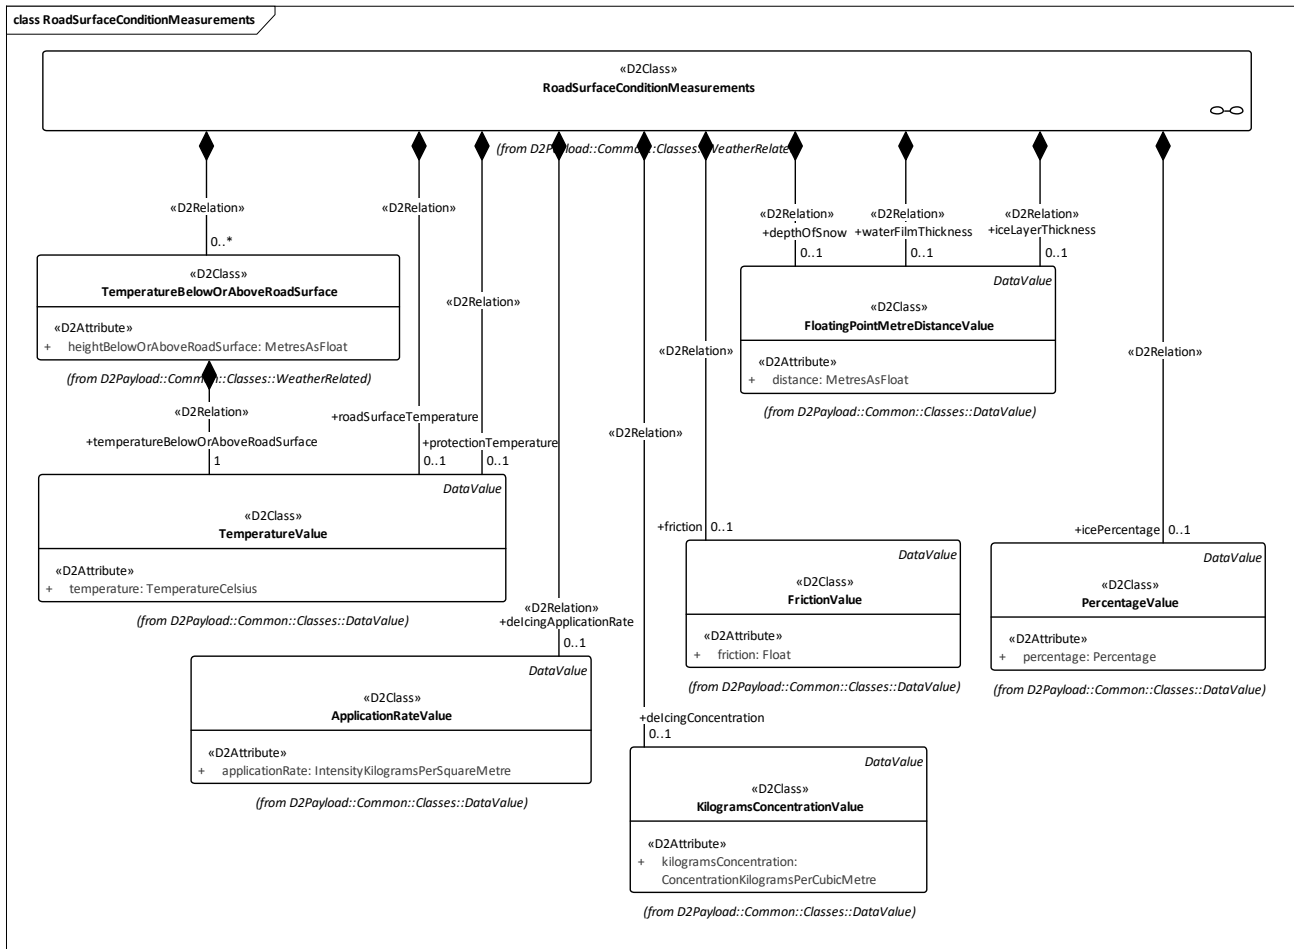 class RoadSurfaceConditionMeasurements
«D2Class»
RoadSurfaceConditionMeasurements
(from D2Payload::Common::Classes::WeatherRelated)
«D2Relation»
0..*
«D2Relation»
«D2Relation»
+depthOfSnow
0..1
«D2Relation»
+waterFilmThickness
0..1
«D2Relation»
+iceLayerThickness
0..1
«D2Class»
TemperatureBelowOrAboveRoadSurface
«D2Attribute»
+ heightBelowOrAboveRoadSurface: MetresAsFloat
(from D2Payload::Common::Classes::WeatherRelated)
«D2Relation»
DataValue
«D2Class»
FloatingPointMetreDistanceValue
«D2Attribute»
+ distance: MetresAsFloat
(from D2Payload::Common::Classes::DataValue)
«D2Relation»
«D2Relation»
«D2Relation»
+temperatureBelowOrAboveRoadSurface
1
+roadSurfaceTemperature
0..1
+protectionTemperature
0..1
«D2Relation»
DataValue
«D2Class»
TemperatureValue
«D2Attribute»
+ temperature: TemperatureCelsius
(from D2Payload::Common::Classes::DataValue)
+friction 0..1
+icePercentage 0..1
DataValue
«D2Class»
FrictionValue
«D2Attribute»
+ friction: Float
(from D2Payload::Common::Classes::DataValue)
DataValue
«D2Class»
PercentageValue
«D2Attribute»
+ percentage: Percentage
(from D2Payload::Common::Classes::DataValue)
«D2Relation»
+deIcingApplicationRate
0..1
DataValue
«D2Class»
ApplicationRateValue
«D2Attribute»
+ applicationRate: IntensityKilogramsPerSquareMetre
(from D2Payload::Common::Classes::DataValue)
+deIcingConcentration
0..1
DataValue
«D2Class»
KilogramsConcentrationValue
«D2Attribute»
+ kilogramsConcentration:
ConcentrationKilogramsPerCubicMetre
(from D2Payload::Common::Classes::DataValue)